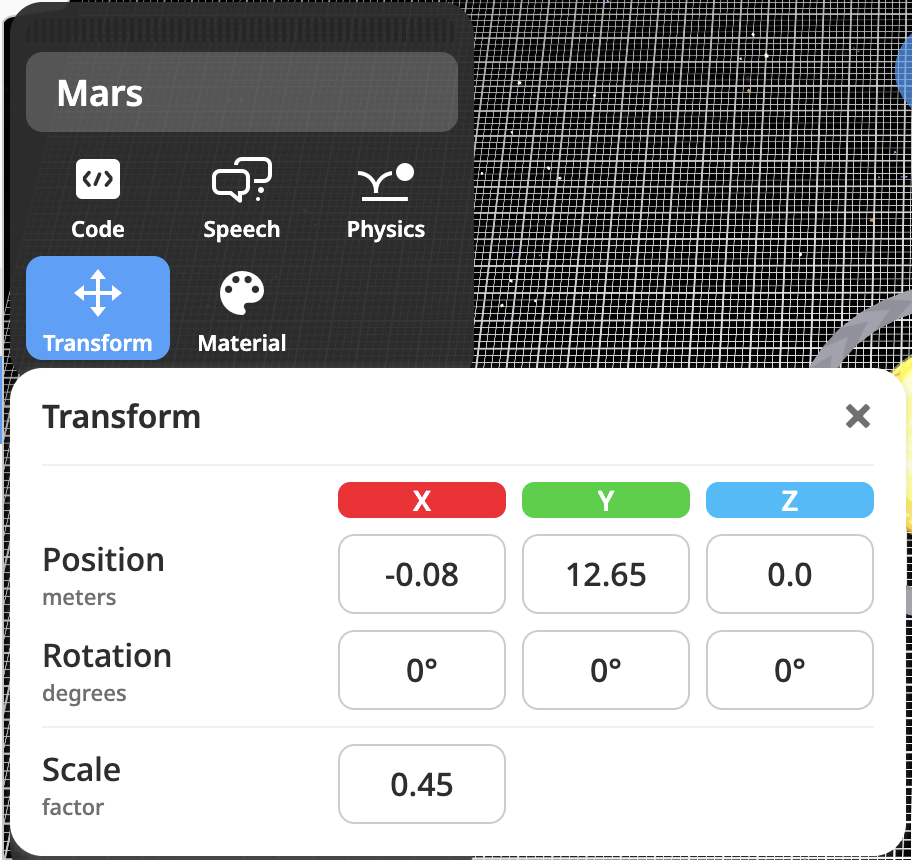 Mars
Code Speech Physics
Transform Material
Transform
X Y Z
Position
meters
-0.08 12.65 0.0
Rotation
degrees
0° 0° 0°
Scale
factor
0.45